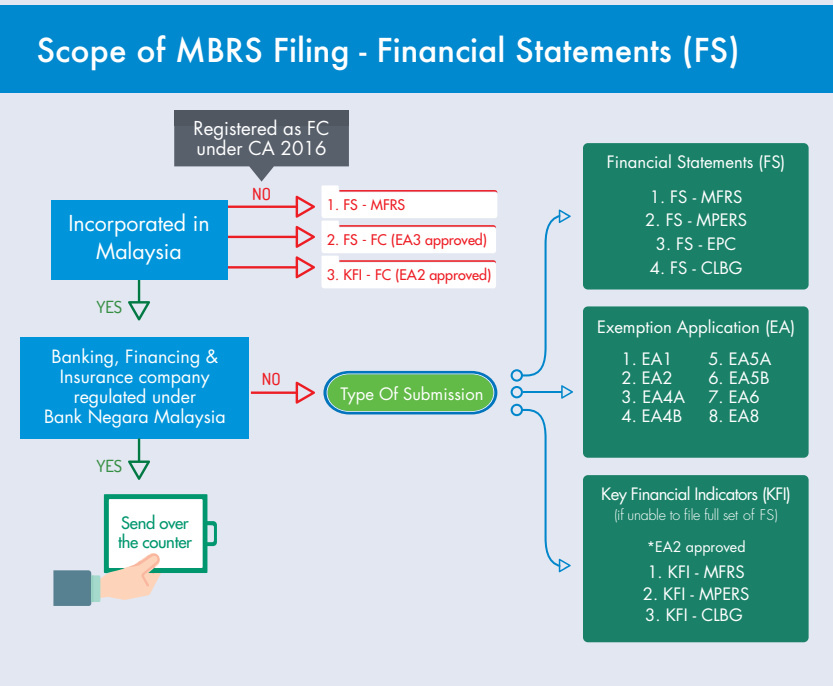 Scope of MBRS Filing - Financial Statements (FS)
Registered as FC
under CA 2016
Incorporated in
Malaysia
NO
1. FS - MFRS
2. FS - FC (EA3 approved)
3. KFI - FC (EA2 approved)
YES
Banking, Financing &
Insurance company
regulated under
Bank Negara Malaysia
NO
Type Of Submission
YES
Send over
the counter
Financial Statements (FS)
1. FS - MFRS
2. FS - MPERS
3. FS - EPC
4. FS - CLBG
Exemption Application (EA)
1. EA1
2. EA2
3. EA4A
4. EA4B
5. EA5A
6. EA5B
7. EA6
8. EA8
Key Financial Indicators (KFI)
(if unable to file full set of FS)
*EA2 approved
1. KFI - MFRS
2. KFI - MPERS
3. KFI - CLBG